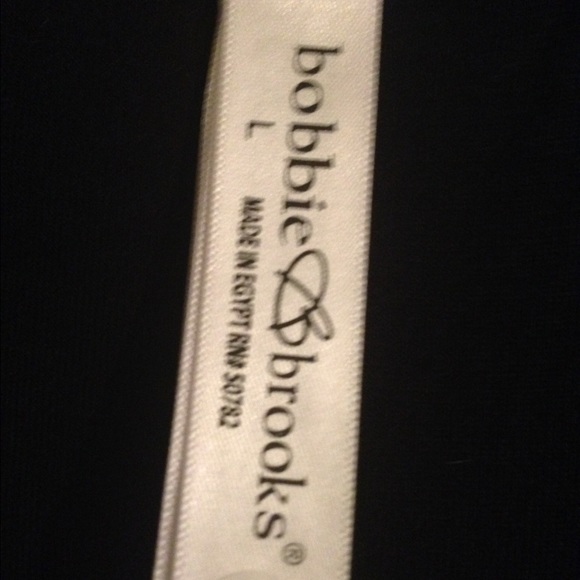 bobbie brooks®
L MADE IN EGYPT RN# 50782